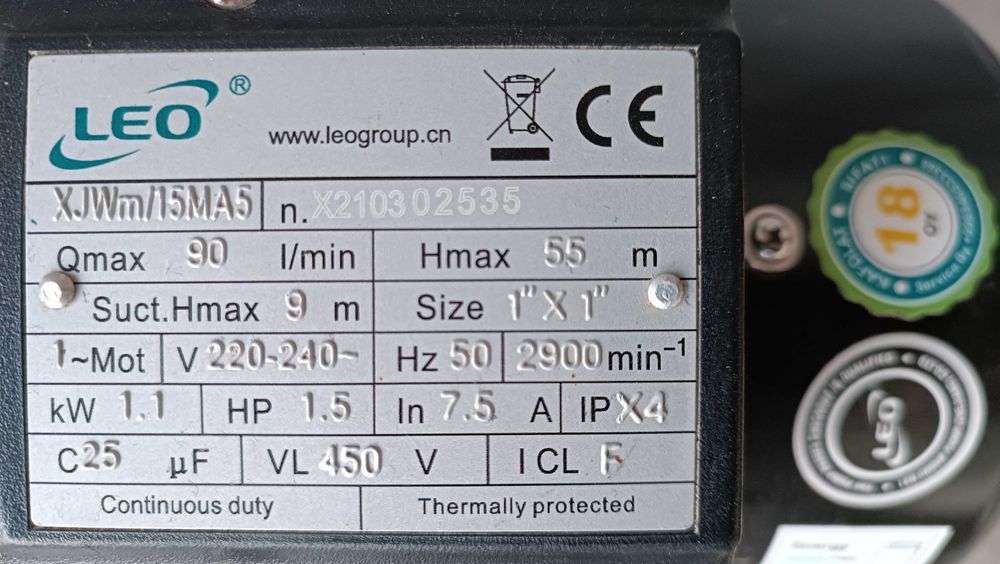 LEO®
www.leogroup.cn
CE
XJWm/15MA5 n. X210302535
Qmax 90 l/min Hmax 55 m
Suct.Hmax 9 m Size 1" X 1"
1~Mot V 220-240~ Hz 50 2900min⁻¹
kW 1.1 HP 1.5 In 7.5 A IPX4
C25 µF VL 450 V I CL F
Continuous duty Thermally protected
18
LEO